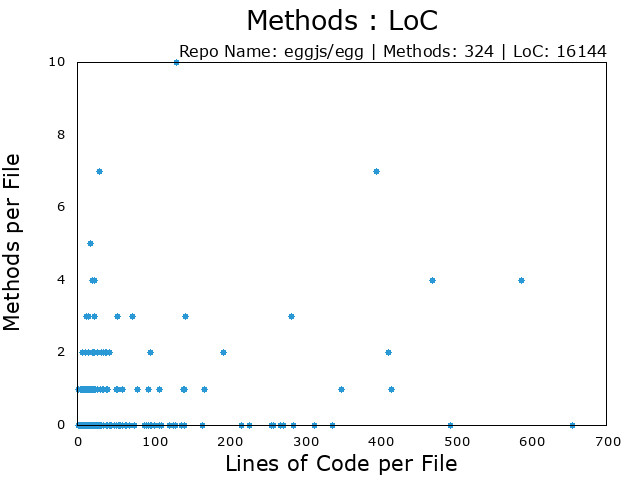 Methods : LoC
Repo Name: eggjs/egg | Methods: 324 | LoC: 16144
10
8
6
4
2
0
Methods per File
0 100 200 300 400 500 600 700
Lines of Code per File